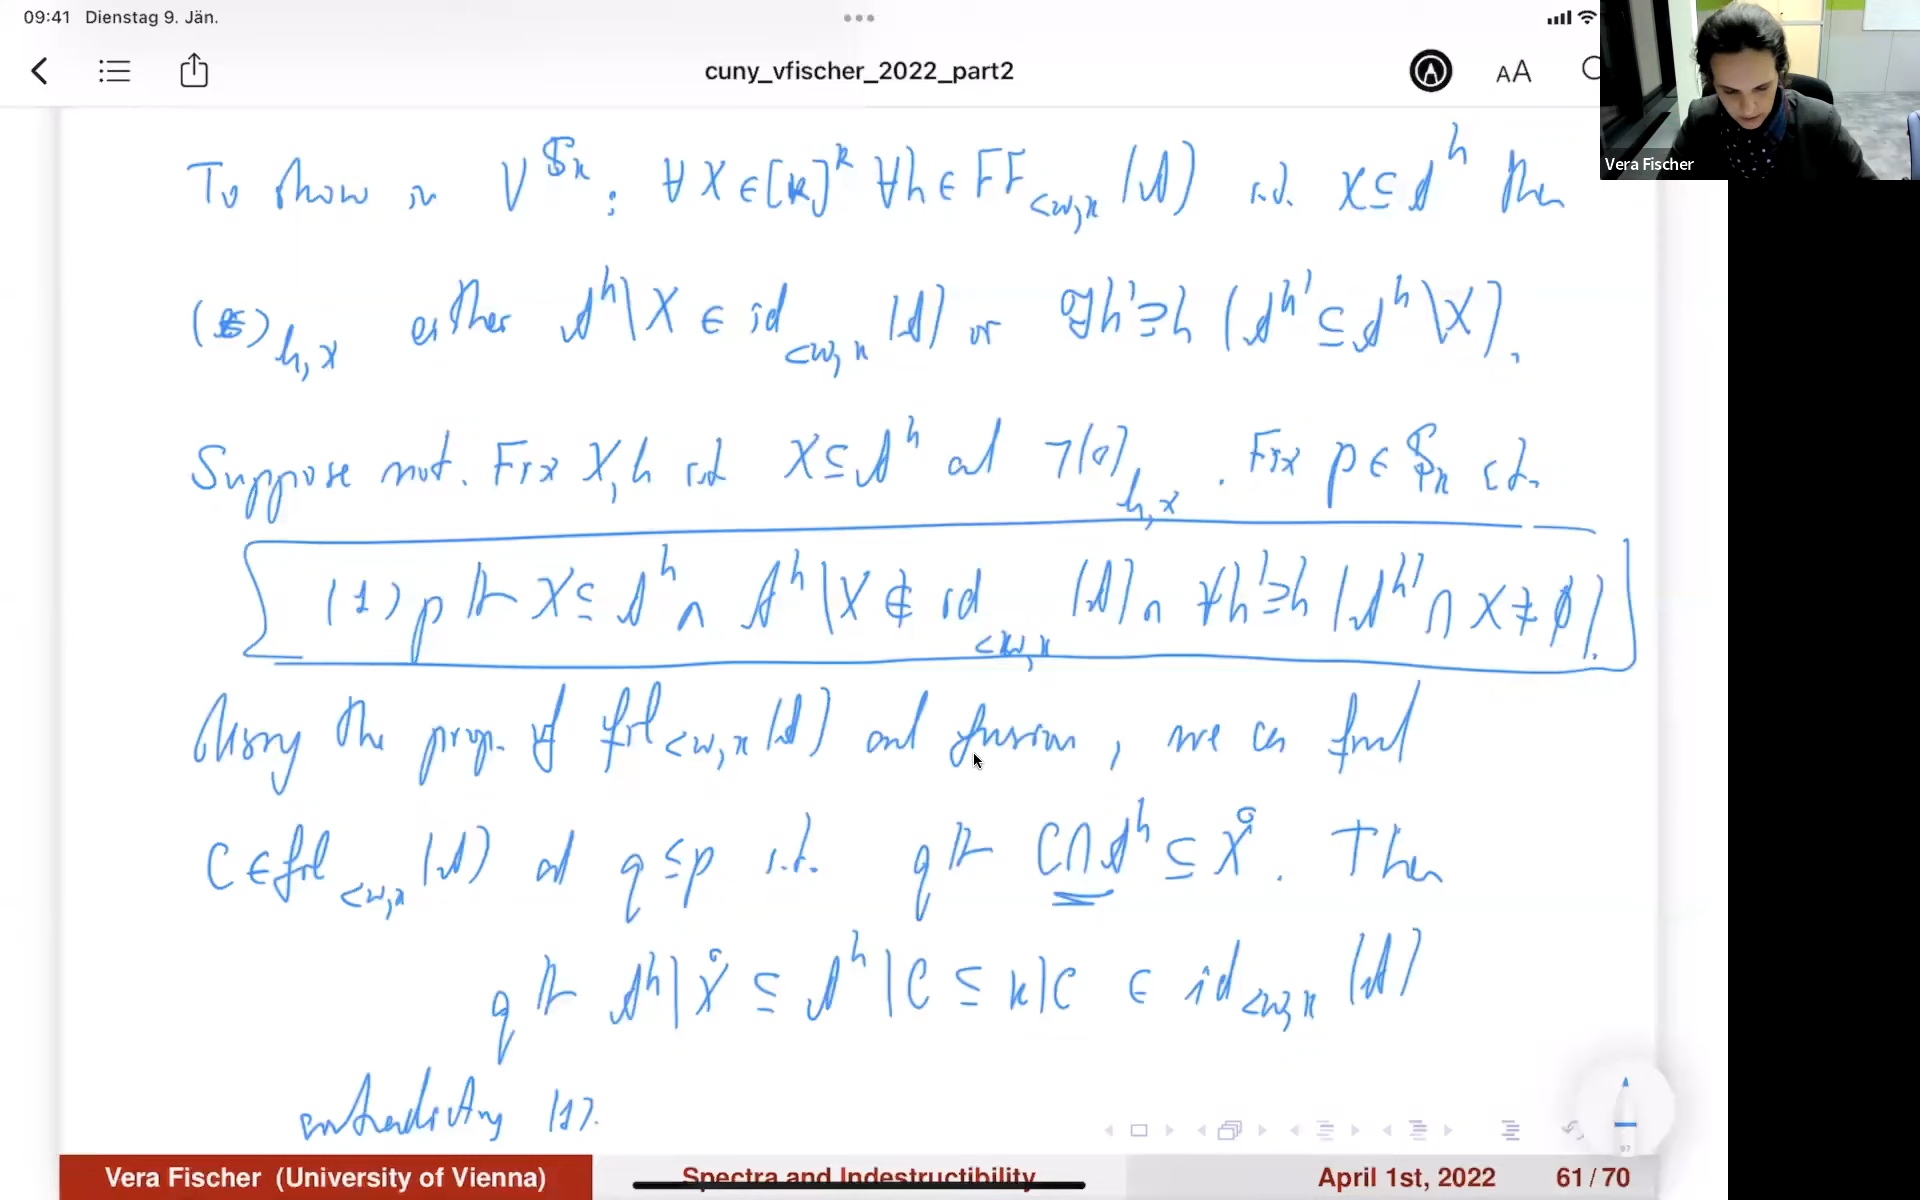 09:41 Dienstag 9. Jän.
cuny_vfischer_2022_part2
AA
Vera Fischer
To show in V^{𝕊_κ}: ∀X∈[κ]^κ ∀h∈FF_{<ω,κ}(𝒜) s.t. X⊆𝒜^h then
( )_{h,X} either 𝒜^h\X ∈ id_{<ω,κ}(𝒜) or ∃h'⊇h (𝒜^{h'}⊆𝒜^h\X).
Suppose not. Fix X,h s.t. X⊆𝒜^h and ¬( )_{h,X}. Fix p∈𝕊_κ s.t.
(1) p⊩ X⊆𝒜^h ∧ 𝒜^h\X ∉ id_{<ω,κ}(𝒜) ∧ ∀h'⊇h (𝒜^{h'}∩X≠∅).
Using the prop. of fil_{<ω,κ}(𝒜) and fusion, we can find
C∈fil_{<ω,κ}(𝒜) and q≤p s.t. q⊩ C∩𝒜^h⊆Ẋ. Then
q⊩ 𝒜^h\Ẋ ⊆ 𝒜^h\C ⊆ κ\C ∈ id_{<ω,κ}(𝒜)
contradicting (1).
97
Vera Fischer (University of Vienna) Spectra and Indestructibility April 1st, 2022 61 / 70